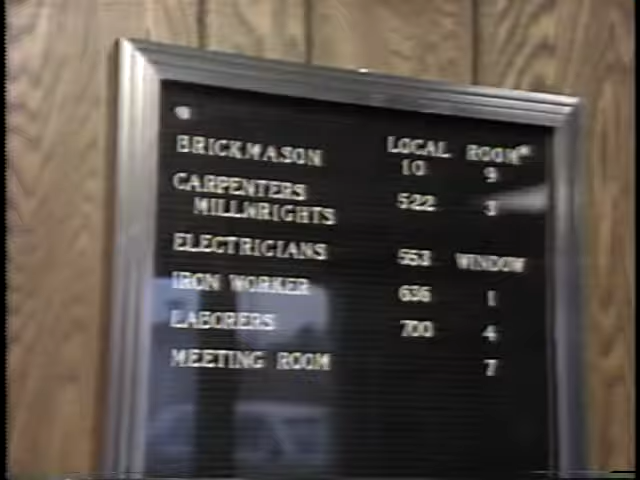 LOCAL ROOM#
BRICKMASON 10 9
CARPENTERS 522 3
MILLWRIGHTS
ELECTRICIANS 553 WINDOW
IRON WORKER 636 1
LABORERS 700 4
MEETING ROOM 7